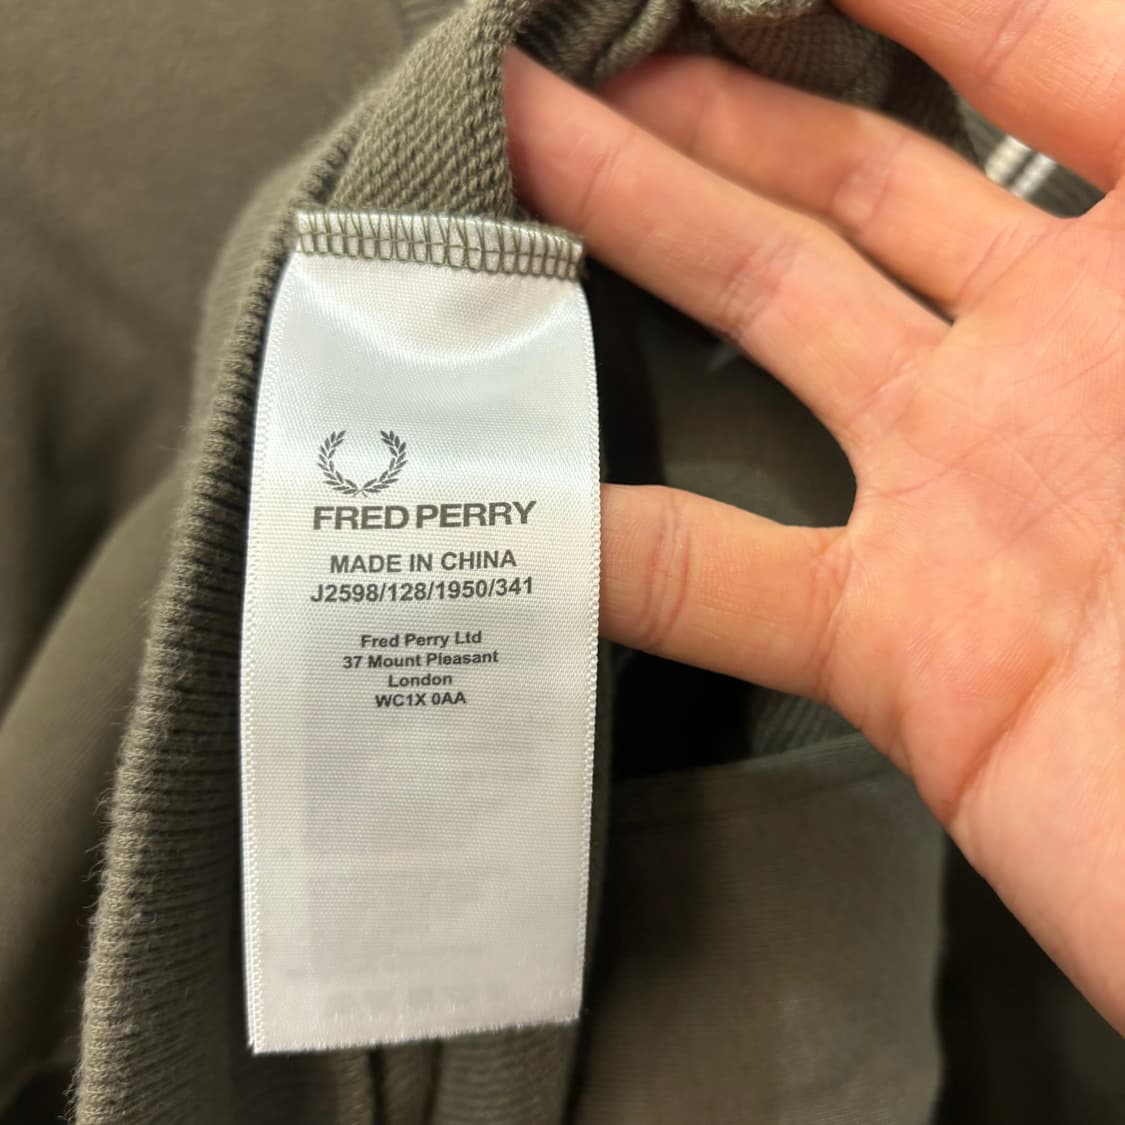 FRED PERRY
MADE IN CHINA
J2598/128/1950/341
Fred Perry Ltd
37 Mount Pleasant
London
WC1X 0AA